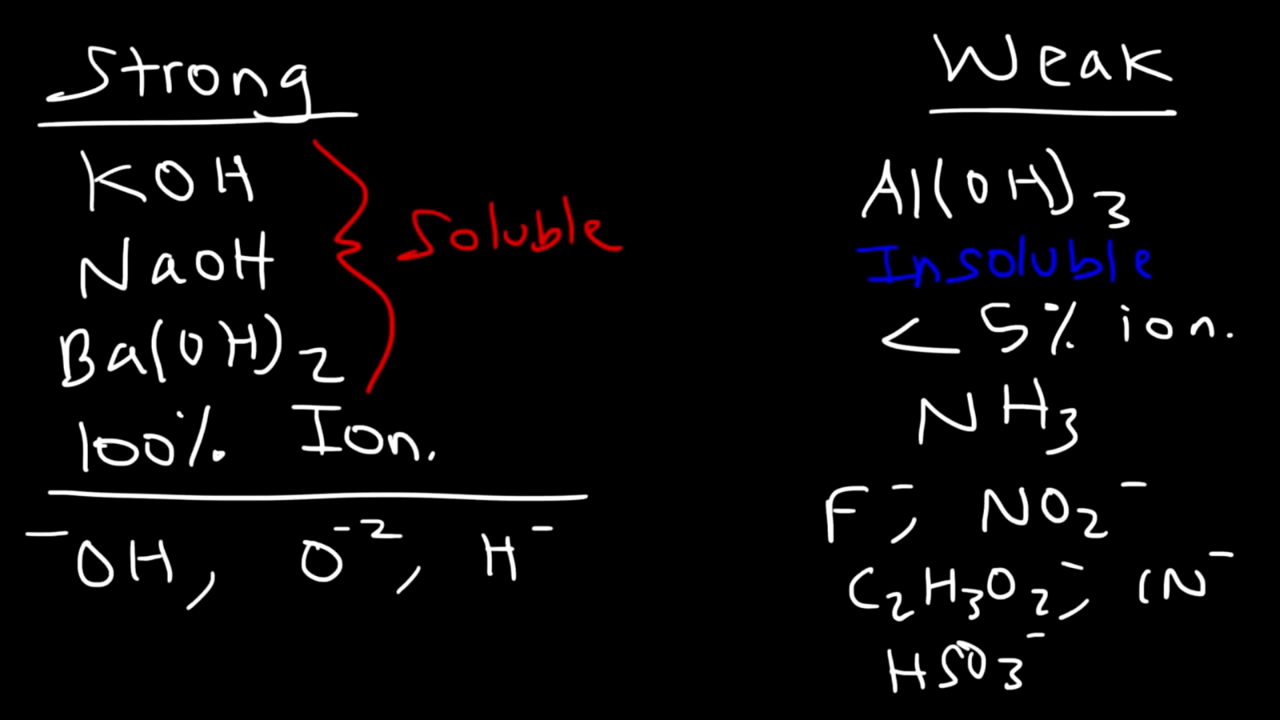 Strong
KOH
NaOH
Ba(OH)₂
Soluble
100% Ion.
⁻OH, O⁻², H⁻
Weak
Al(OH)₃
Insoluble
< 5% ion.
NH₃
F⁻, NO₂⁻
C₂H₃O₂⁻, CN⁻
HSO₃⁻